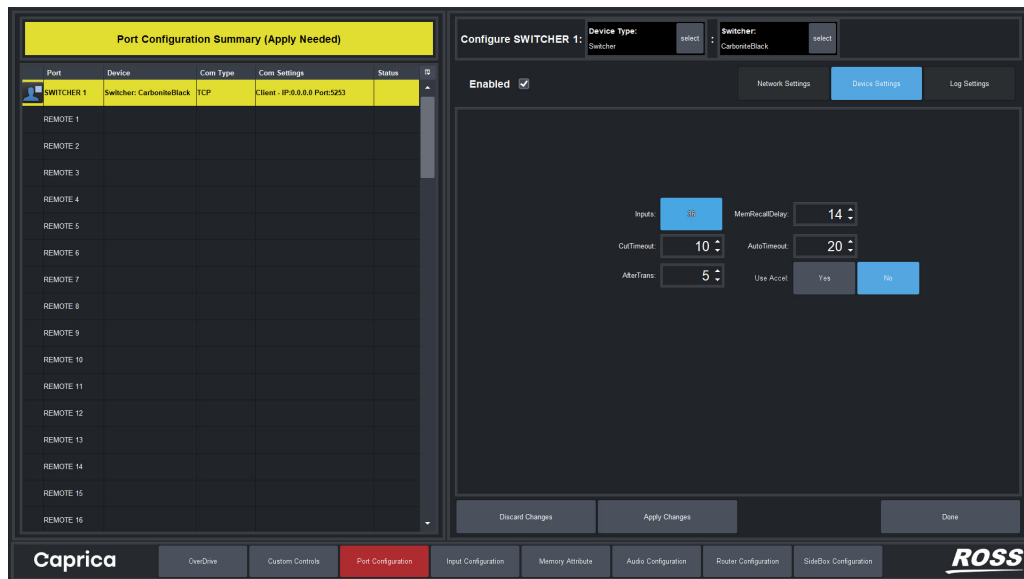 Port Configuration Summary (Apply Needed)
Port Device Com Type Com Settings Status
SWITCHER 1 Switcher: CarboniteBlack TCP Client - IP:0.0.0.0 Port:5253
REMOTE 1
REMOTE 2
REMOTE 3
REMOTE 4
REMOTE 5
REMOTE 6
REMOTE 7
REMOTE 8
REMOTE 9
REMOTE 10
REMOTE 11
REMOTE 12
REMOTE 13
REMOTE 14
REMOTE 15
REMOTE 16
Configure SWITCHER 1: Device Type: Switcher select : Switcher: CarboniteBlack select
Enabled Network Settings Device Settings Log Settings
Inputs: 36 MemRecallDelay: 14
CutTimeout: 10 AutoTimeout: 20
AfterTrans: 5 Use Accel: Yes No
Discard Changes Apply Changes Done
Caprica OverDrive Custom Controls Port Configuration Input Configuration Memory Attribute Audio Configuration Router Configuration SideBox Configuration ROSS